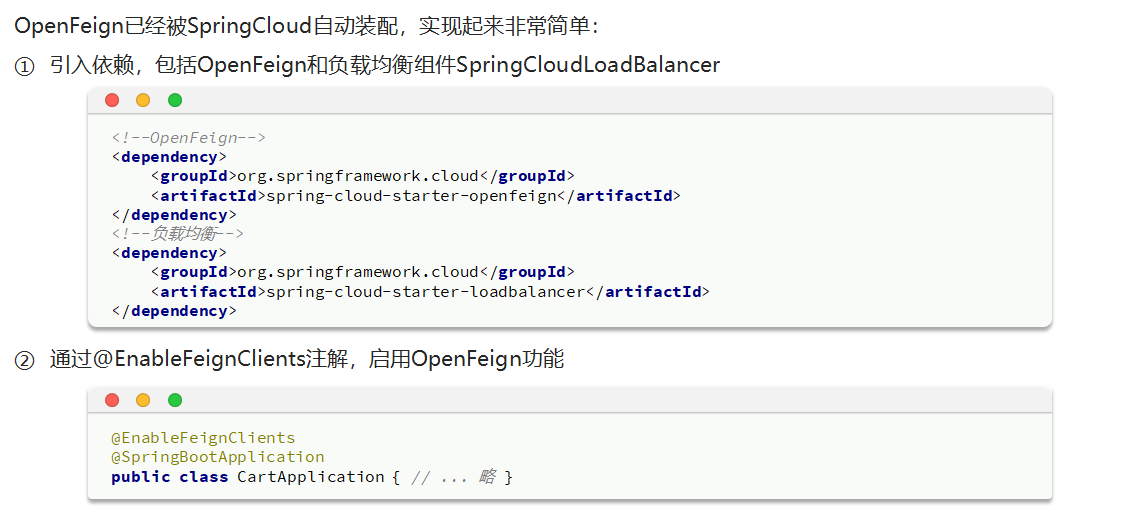 OpenFeign已经被SpringCloud自动装配，实现起来非常简单：
① 引入依赖，包括OpenFeign和负载均衡组件SpringCloudLoadBalancer
<!--OpenFeign-->
<dependency>
    <groupId>org.springframework.cloud</groupId>
    <artifactId>spring-cloud-starter-openfeign</artifactId>
</dependency>
<!--负载均衡-->
<dependency>
    <groupId>org.springframework.cloud</groupId>
    <artifactId>spring-cloud-starter-loadbalancer</artifactId>
</dependency>
② 通过@EnableFeignClients注解，启用OpenFeign功能
@EnableFeignClients
@SpringBootApplication
public class CartApplication { // ... 略 }